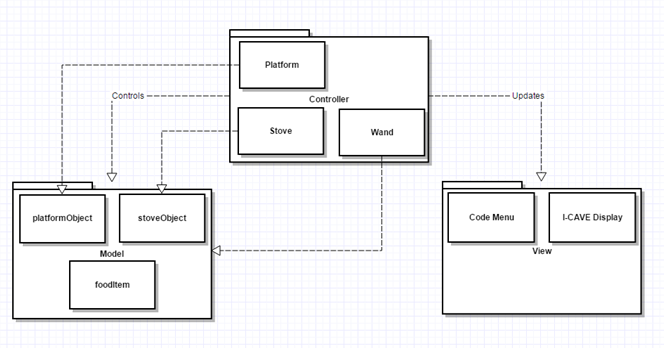 Platform
Controls
Controller
Updates
Stove
Wand
platformObject
stoveObject
Model
foodItem
Code Menu
I-CAVE Display
View